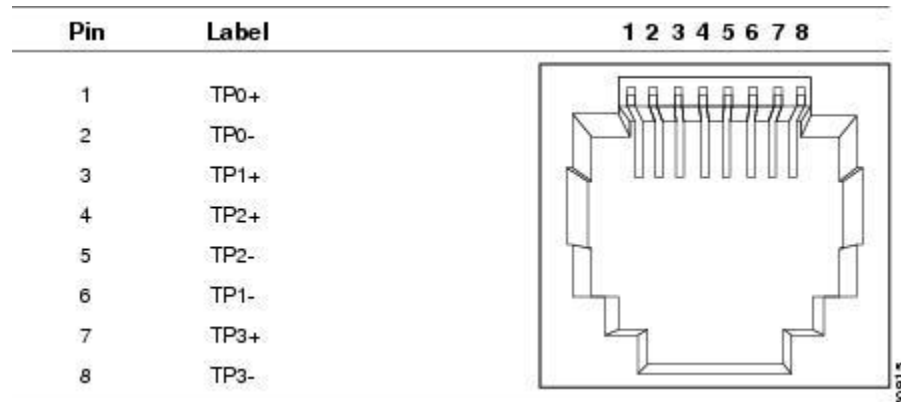 Pin Label 1 2 3 4 5 6 7 8
1 TP0+
2 TP0-
3 TP1+
4 TP2+
5 TP2-
6 TP1-
7 TP3+
8 TP3-